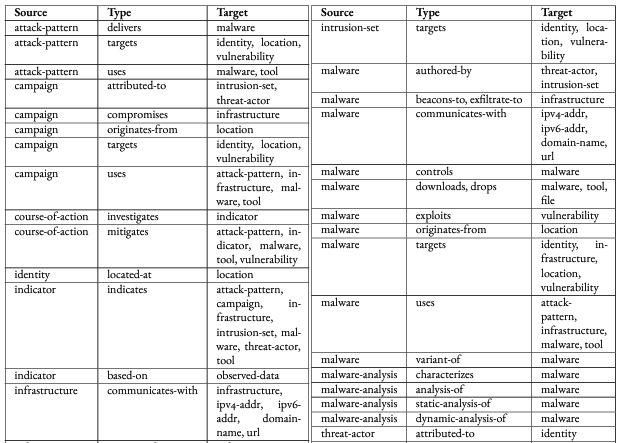 Source Type Target
attack-pattern delivers malware
attack-pattern targets identity, location,
vulnerability
attack-pattern uses malware, tool
campaign attributed-to intrusion-set,
threat-actor
campaign compromises infrastructure
campaign originates-from location
campaign targets identity, location,
vulnerability
campaign uses attack-pattern, in-
frastructure, mal-
ware, tool
course-of-action investigates indicator
course-of-action mitigates attack-pattern, in-
dicator, malware,
tool, vulnerability
identity located-at location
indicator indicates attack-pattern,
campaign, in-
frastructure,
intrusion-set, mal-
ware, threat-actor,
tool
indicator based-on observed-data
infrastructure communicates-with infrastructure,
ipv4-addr, ipv6-
addr, domain-
name, url
Source Type Target
intrusion-set targets identity, loca-
tion, vulnera-
bility
malware authored-by threat-actor,
intrusion-set
malware beacons-to, exfiltrate-to infrastructure
malware communicates-with ipv4-addr,
ipv6-addr,
domain-name,
url
malware controls malware
malware downloads, drops malware, tool,
file
malware exploits vulnerability
malware originates-from location
malware targets identity, in-
frastructure,
location,
vulnerability
malware uses attack-
pattern,
infrastructure,
malware, tool
malware variant-of malware
malware-analysis characterizes malware
malware-analysis analysis-of malware
malware-analysis static-analysis-of malware
malware-analysis dynamic-analysis-of malware
threat-actor attributed-to identity